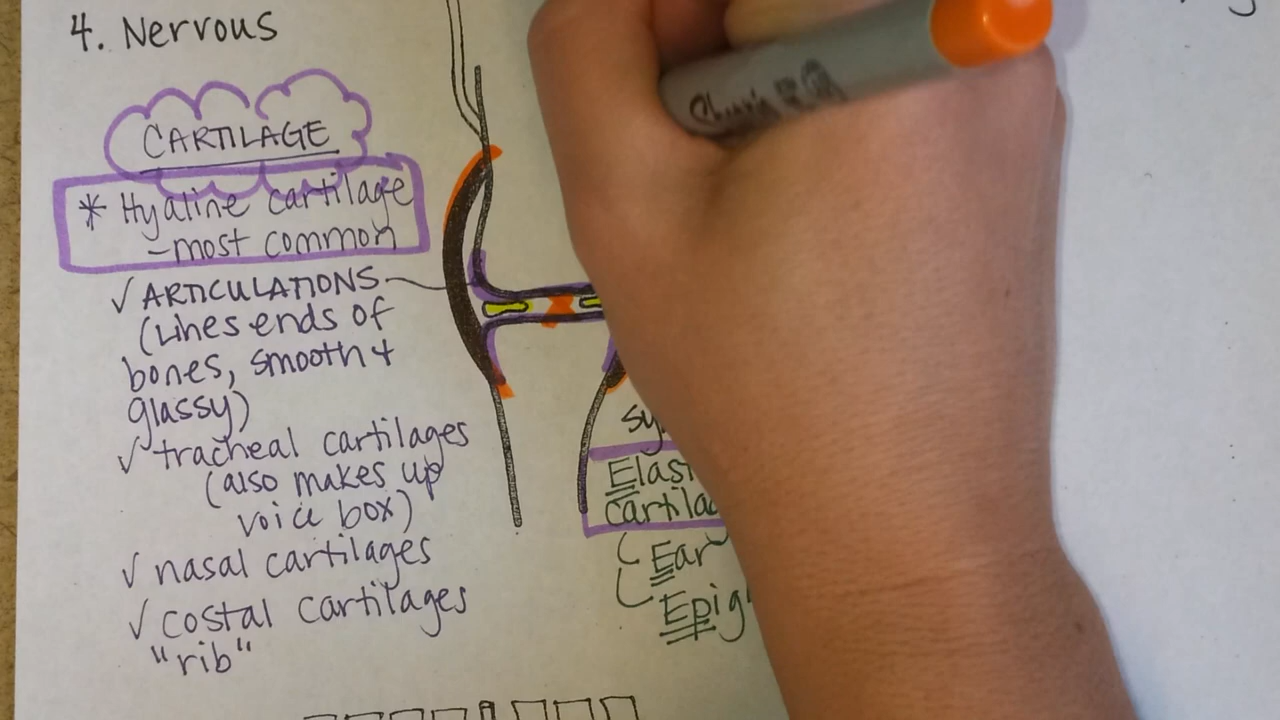 4. Nervous
CARTILAGE
* Hyaline cartilage
-most common
✓ ARTICULATIONS
(Lines ends of
bones, smooth +
glassy)
✓ tracheal cartilages
(also makes up
voice box)
✓ nasal cartilages
✓ costal cartilages
"rib"
sy
Elast
cartilag
Ear
Epig